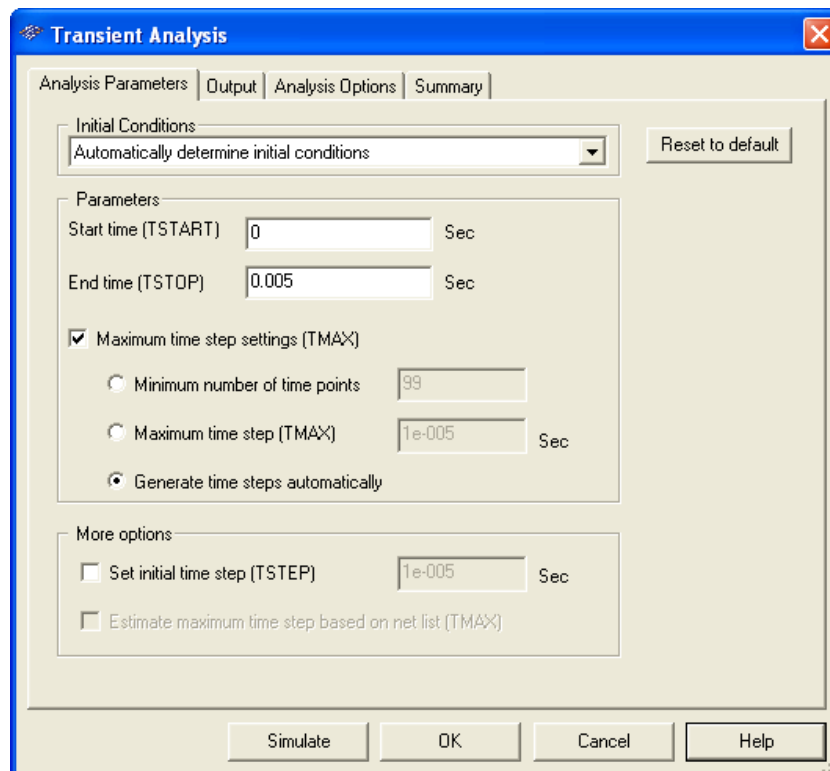 Transient Analysis
Analysis Parameters Output Analysis Options Summary
Initial Conditions
Automatically determine initial conditions
Reset to default
Parameters
Start time (TSTART) 0 Sec
End time (TSTOP) 0.005 Sec
Maximum time step settings (TMAX)
Minimum number of time points 99
Maximum time step (TMAX) 1e-005 Sec
Generate time steps automatically
More options
Set initial time step (TSTEP) 1e-005 Sec
Estimate maximum time step based on net list (TMAX)
Simulate OK Cancel Help